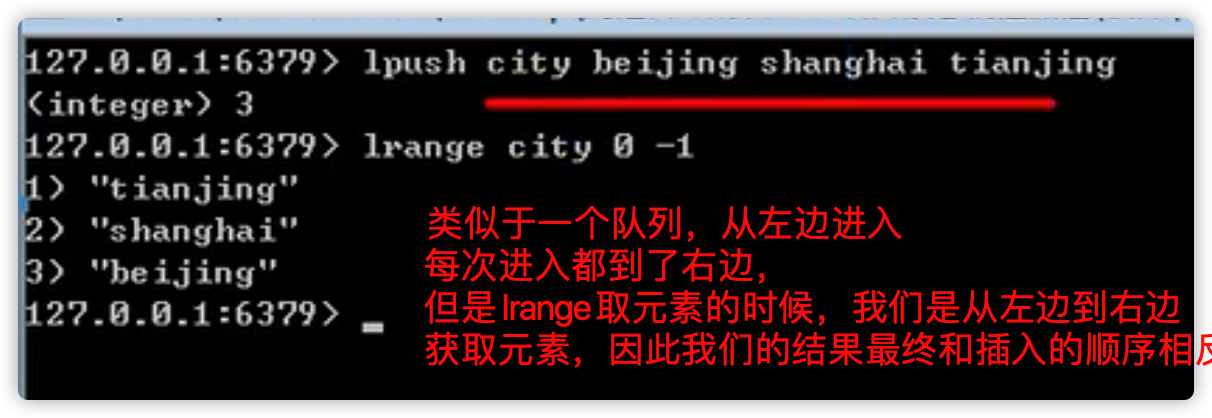 127.0.0.1:6379> lpush city beijing shanghai tianjing
(integer) 3
127.0.0.1:6379> lrange city 0 -1
1) "tianjing"
2) "shanghai"
3) "beijing"
127.0.0.1:6379>
类似于一个队列，从左边进入
每次进入都到了右边，
但是lrange取元素的时候，我们是从左边到右边
获取元素，因此我们的结果最终和插入的顺序相反